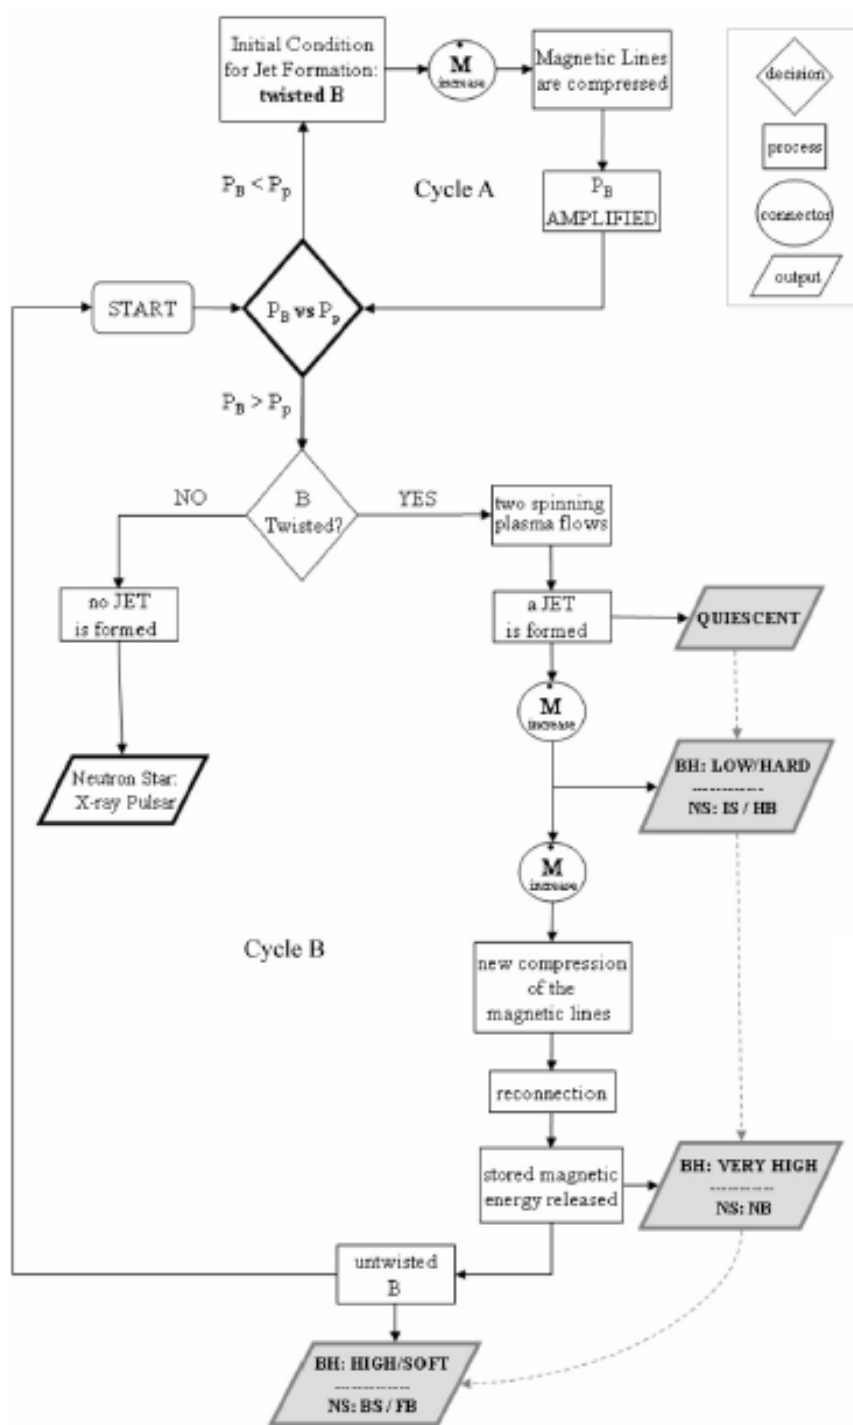 Initial Condition
for Jet Formation:
twisted B
Ṁ
increase
Magnetic Lines
are compressed
decision
process
connector
output
P_B < P_p
Cycle A
P_B
AMPLIFIED
START
P_B vs P_p
P_B > P_p
NO
B
Twisted?
YES
two spinning
plasma flows
no JET
is formed
a JET
is formed
QUIESCENT
Ṁ
increase
Neutron Star:
X-ray Pulsar
BH: LOW/HARD
--------------
NS: IS / HB
Ṁ
increase
Cycle B
new compression
of the
magnetic lines
reconnection
stored magnetic
energy released
BH: VERY HIGH
------------
NS: NB
untwisted
B
BH: HIGH/SOFT
--------------
NS: BS / FB